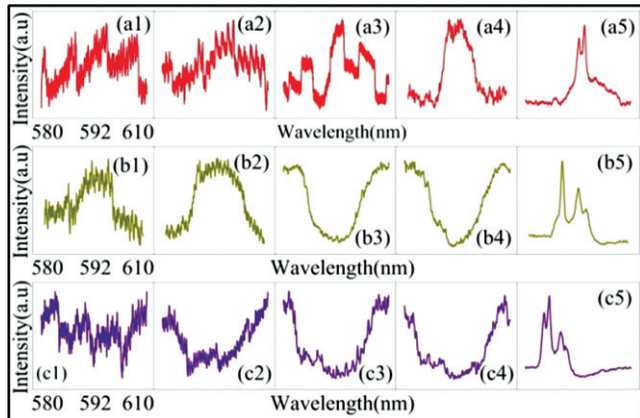 Intensity(a.u)
(a1) (a2) (a3) (a4) (a5)
580 592 610 Wavelength(nm)
Intensity(a.u)
(b1) (b2) (b3) (b4) (b5)
580 592 610 Wavelength(nm)
Intensity(a.u)
(c1) (c2) (c3) (c4) (c5)
580 592 610 Wavelength(nm)